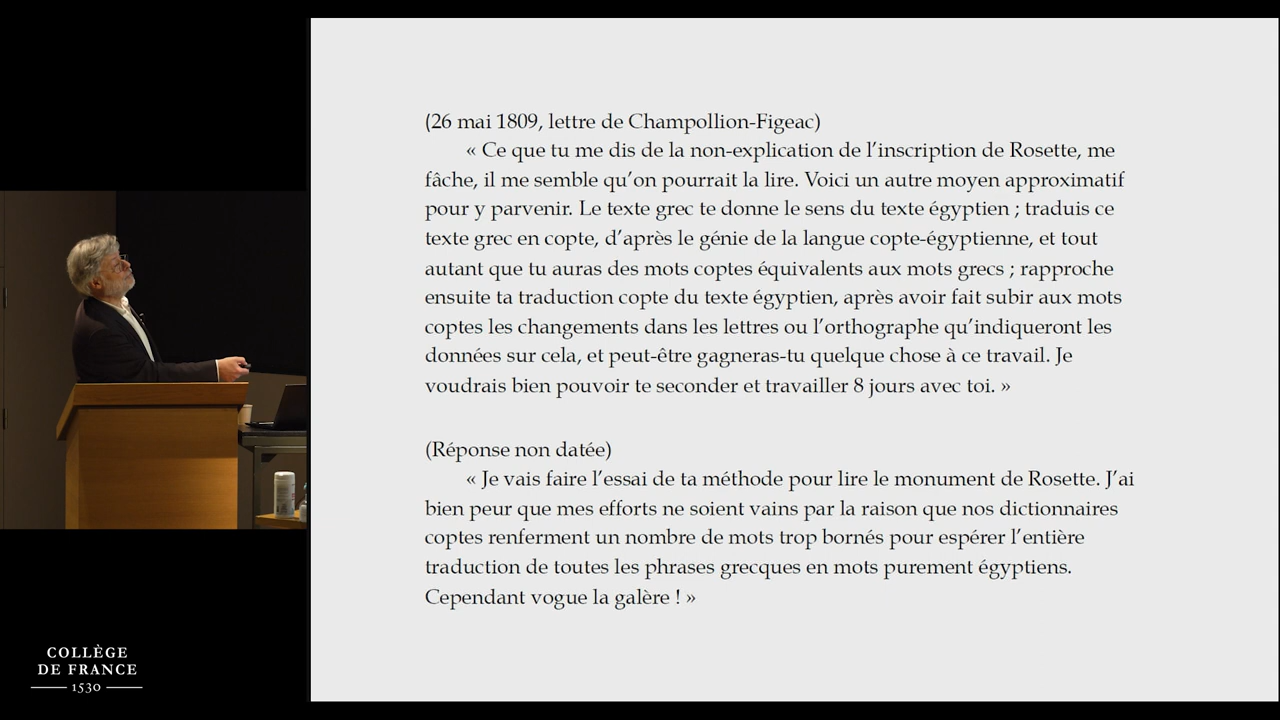 (26 mai 1809, lettre de Champollion-Figeac)
« Ce que tu me dis de la non-explication de l’inscription de Rosette, me
fâche, il me semble qu’on pourrait la lire. Voici un autre moyen approximatif
pour y parvenir. Le texte grec te donne le sens du texte égyptien ; traduis ce
texte grec en copte, d’après le génie de la langue copte-égyptienne, et tout
autant que tu auras des mots coptes équivalents aux mots grecs ; rapproche
ensuite ta traduction copte du texte égyptien, après avoir fait subir aux mots
coptes les changements dans les lettres ou l’orthographe qu’indiqueront les
données sur cela, et peut-être gagneras-tu quelque chose à ce travail. Je
voudrais bien pouvoir te seconder et travailler 8 jours avec toi. »
(Réponse non datée)
« Je vais faire l’essai de ta méthode pour lire le monument de Rosette. J’ai
bien peur que mes efforts ne soient vains par la raison que nos dictionnaires
coptes renferment un nombre de mots trop bornés pour espérer l’entière
traduction de toutes les phrases grecques en mots purement égyptiens.
Cependant vogue la galère ! »
COLLÈGE
DE FRANCE
1530